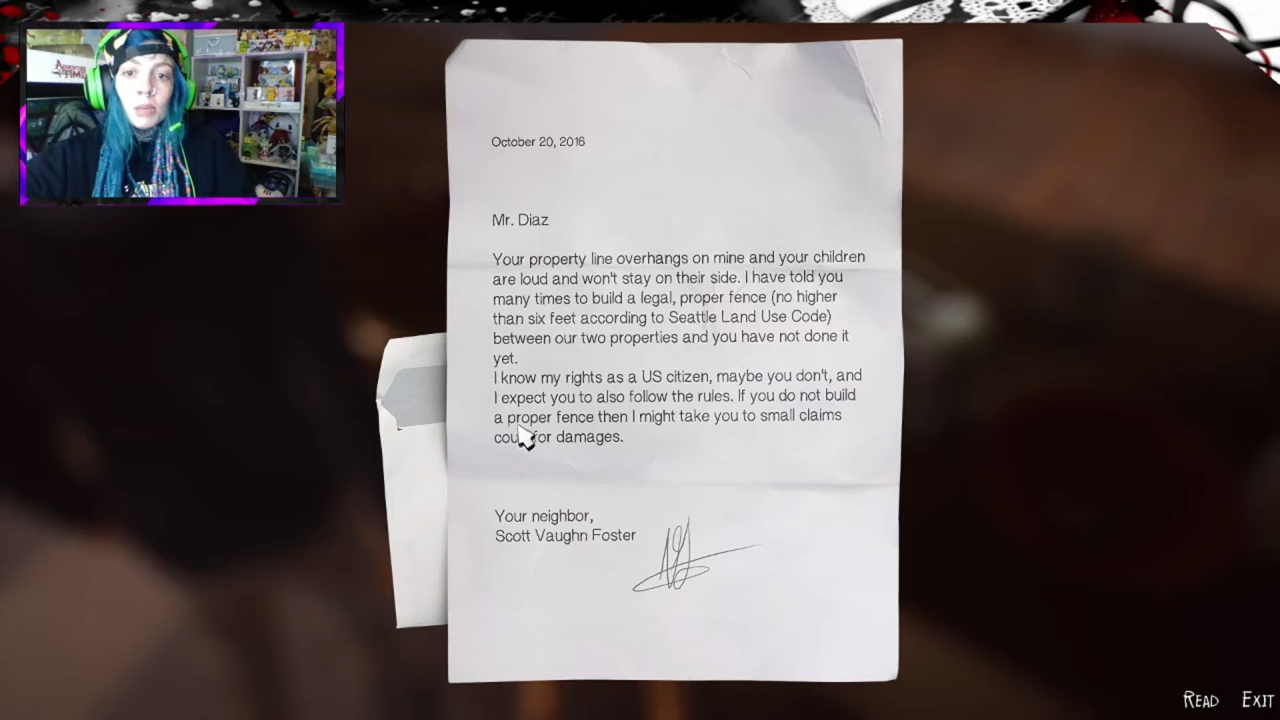 ADVENTURE
TIME
October 20, 2016
Mr. Diaz
Your property line overhangs on mine and your children
are loud and won't stay on their side. I have told you
many times to build a legal, proper fence (no higher
than six feet according to Seattle Land Use Code)
between our two properties and you have not done it
yet.
I know my rights as a US citizen, maybe you don't, and
I expect you to also follow the rules. If you do not build
a proper fence then I might take you to small claims
for damages.
Your neighbor,
Scott Vaughn Foster
READ EXIT